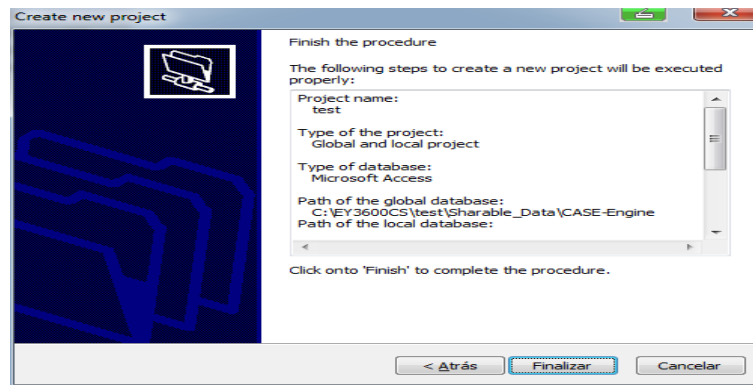 Create new project
Finish the procedure
The following steps to create a new project will be executed
properly:
Project name:
test
Type of the project:
Global and local project
Type of database:
Microsoft Access
Path of the global database:
C:\EY3600CS\test\Sharable_Data\CASE-Engine
Path of the local database:
Click onto 'Finish' to complete the procedure.
< Atrás
Finalizar
Cancelar